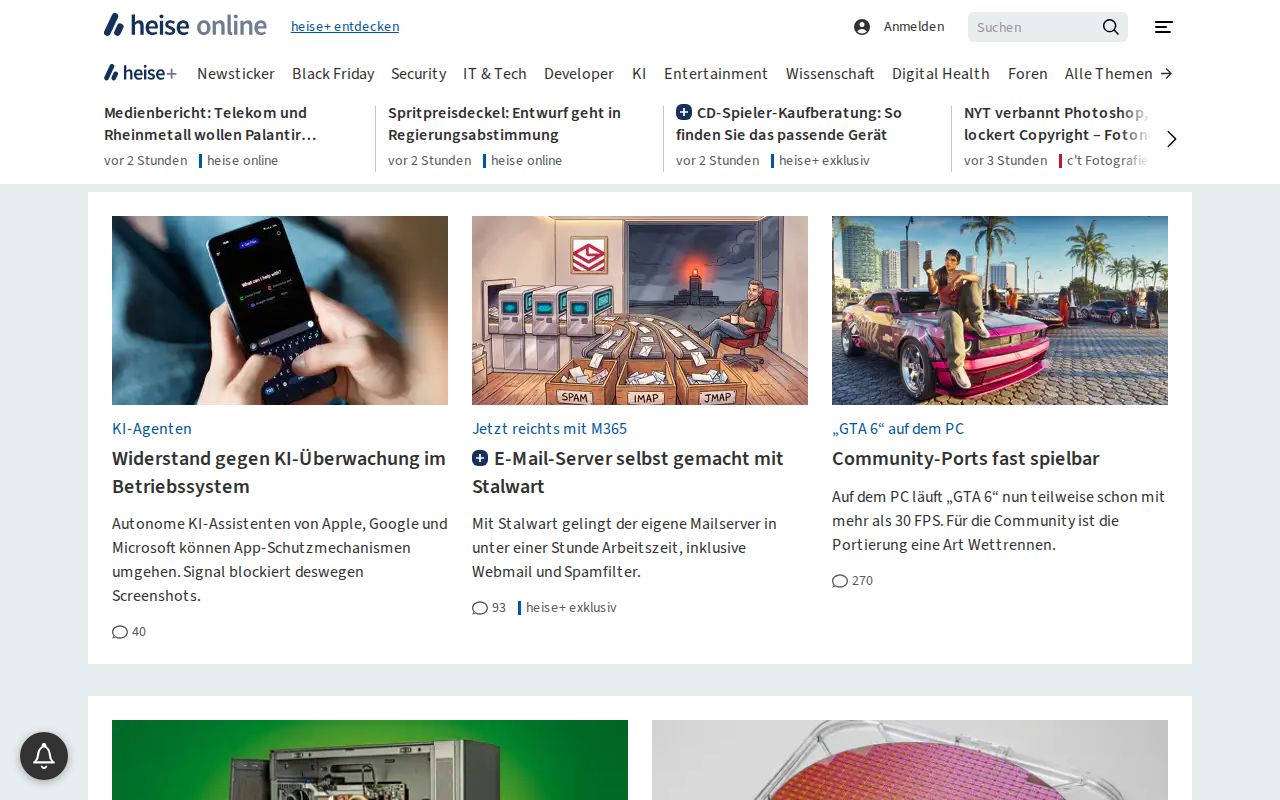 heise online
heise+ entdecken
Anmelden
Suchen
heise+
Newsticker
Black Friday
Security
IT & Tech
Developer
KI
Entertainment
Wissenschaft
Digital Health
Foren
Alle Themen
Medienbericht: Telekom und
Rheinmetall wollen Palantir…
vor 2 Stunden
heise online
Spritpreisdeckel: Entwurf geht in
Regierungsabstimmung
vor 2 Stunden
heise online
CD-Spieler-Kaufberatung: So
finden Sie das passende Gerät
vor 2 Stunden
heise+ exklusiv
NYT verbannt Photoshop,
lockert Copyright – Foton
vor 3 Stunden
c't Fotografie
What can I help with?
SPAM
IMAP
JMAP
KI-Agenten
Widerstand gegen KI-Überwachung im
Betriebssystem
Autonome KI-Assistenten von Apple, Google und
Microsoft können App-Schutzmechanismen
umgehen. Signal blockiert deswegen
Screenshots.
40
Jetzt reichts mit M365
E-Mail-Server selbst gemacht mit
Stalwart
Mit Stalwart gelingt der eigene Mailserver in
unter einer Stunde Arbeitszeit, inklusive
Webmail und Spamfilter.
93
heise+ exklusiv
„GTA 6“ auf dem PC
Community-Ports fast spielbar
Auf dem PC läuft „GTA 6“ nun teilweise schon mit
mehr als 30 FPS. Für die Community ist die
Portierung eine Art Wettrennen.
270